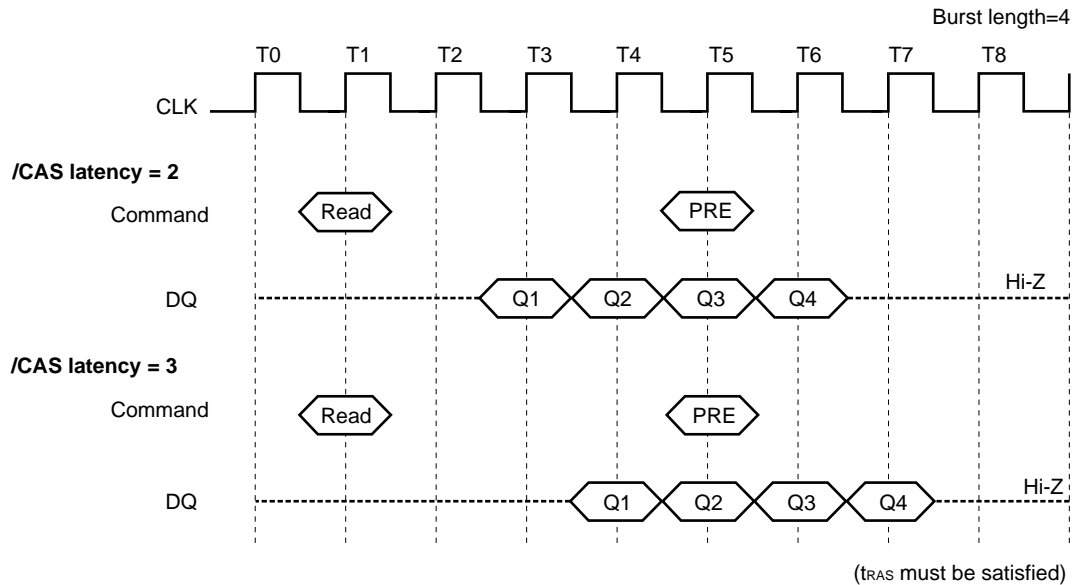 Burst length=4
T0 T1 T2 T3 T4 T5 T6 T7 T8
CLK
/CAS latency = 2
Command Read PRE
Hi-Z
DQ Q1 Q2 Q3 Q4
/CAS latency = 3
Command Read PRE
Hi-Z
DQ Q1 Q2 Q3 Q4
(tRAS must be satisfied)